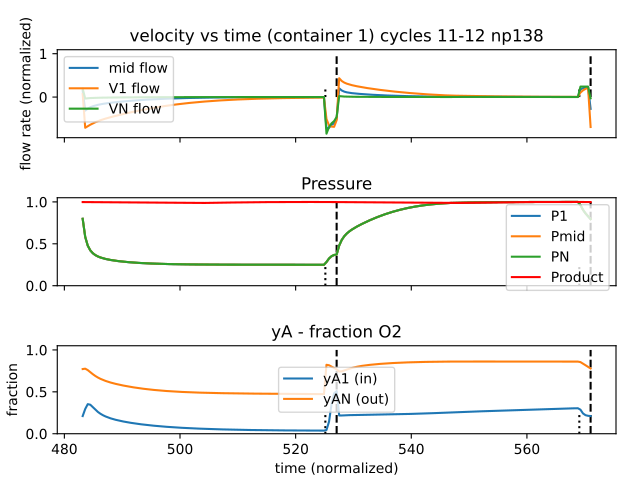 velocity vs time (container 1) cycles 11-12 np138
flow rate (normalized)
1
0
mid flow
V1 flow
VN flow
Pressure
1.0
0.5
0.0
P1
Pmid
PN
Product
yA - fraction O2
fraction
1.0
0.5
0.0
yA1 (in)
yAN (out)
480 500 520 540 560
time (normalized)